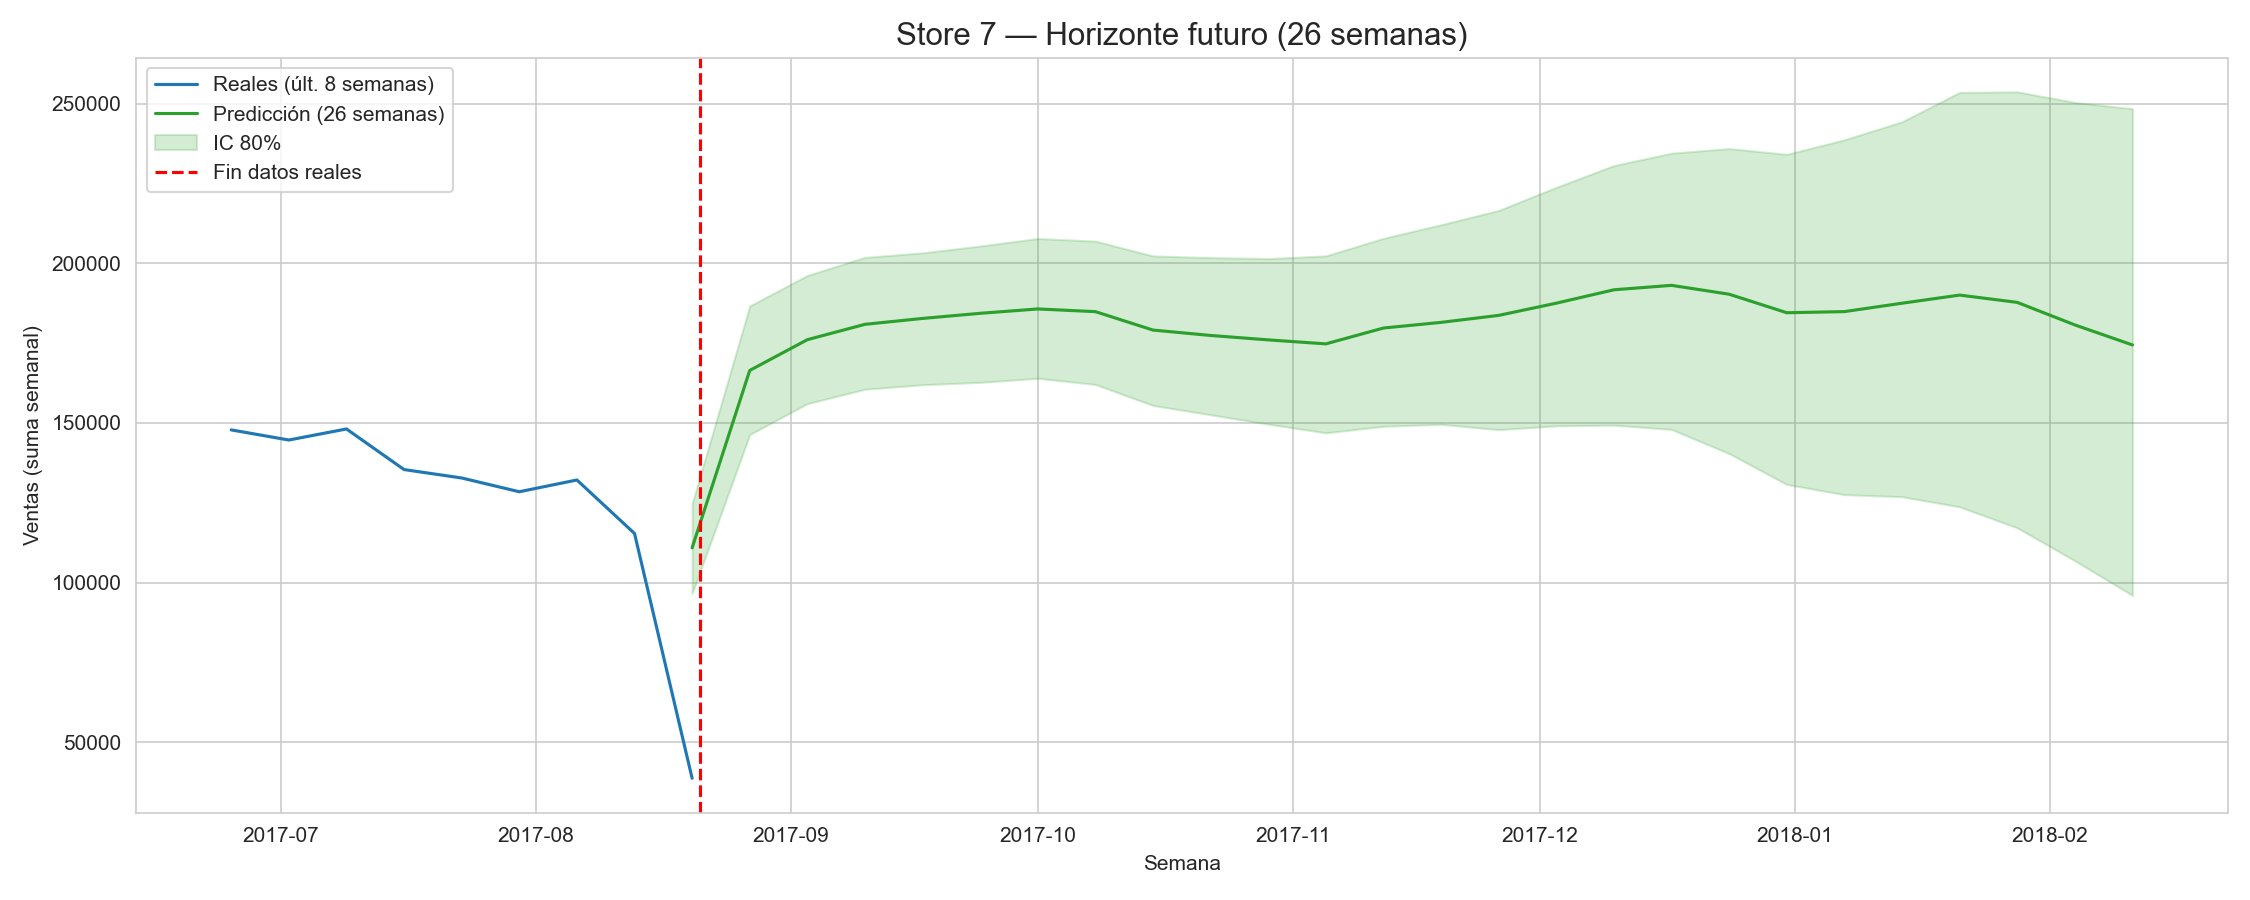 Store 7 — Horizonte futuro (26 semanas)
Reales (últ. 8 semanas)
Predicción (26 semanas)
IC 80%
Fin datos reales
Ventas (suma semanal)
250000
200000
150000
100000
50000
2017-07 2017-08 2017-09 2017-10 2017-11 2017-12 2018-01 2018-02
Semana